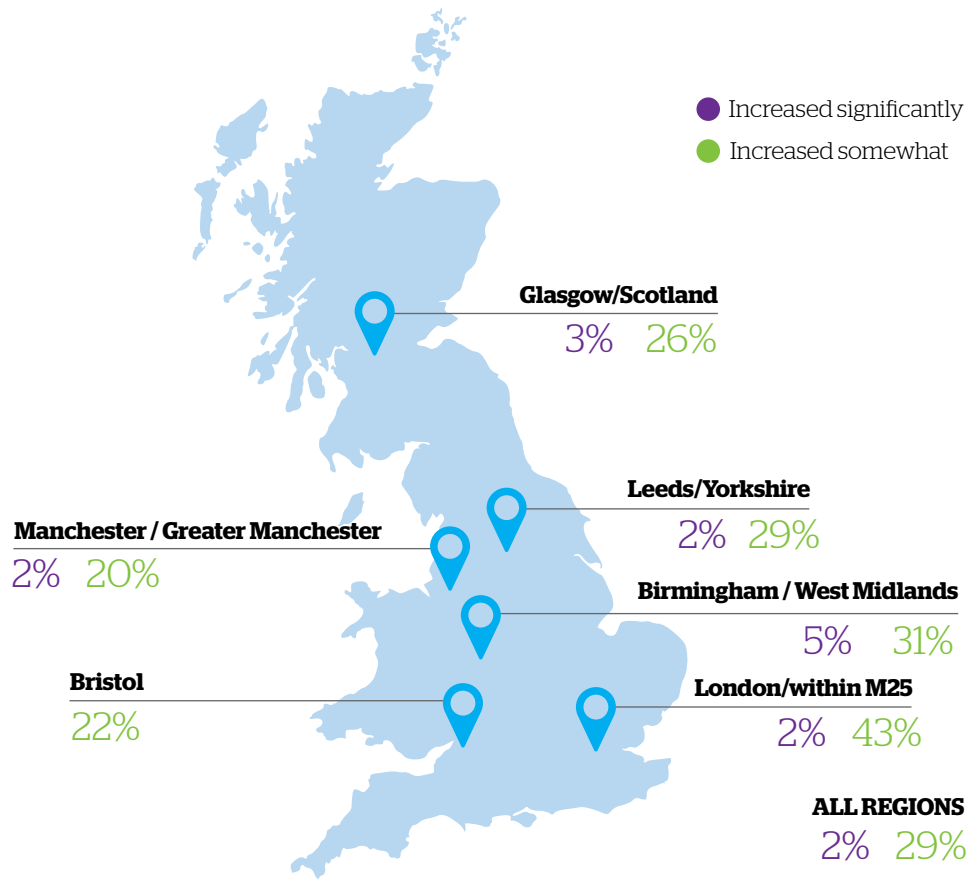 Increased significantly
Increased somewhat
Glasgow/Scotland
3% 26%
Leeds/Yorkshire
2% 29%
Manchester / Greater Manchester
2% 20%
Birmingham / West Midlands
5% 31%
Bristol
22%
London/within M25
2% 43%
ALL REGIONS
2% 29%